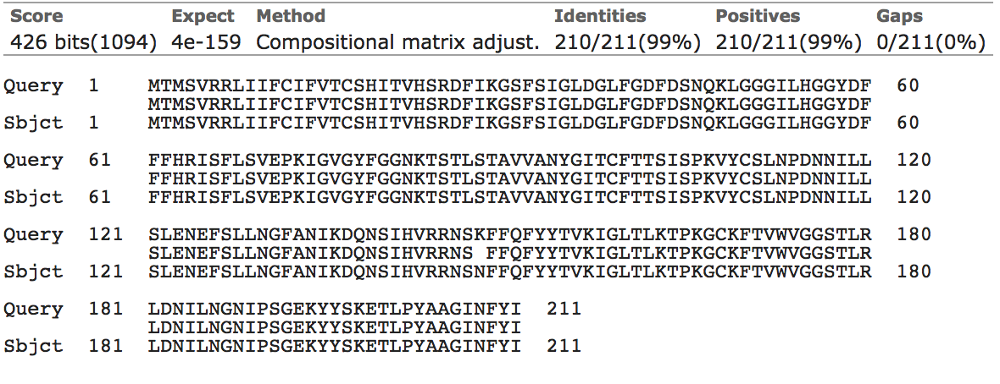 Score Expect Method Identities Positives Gaps
426 bits(1094) 4e-159 Compositional matrix adjust. 210/211(99%) 210/211(99%) 0/211(0%)
Query 1 MTMSVRRLIIFCIFVTCSHITVHSRDFIKGSFSIGLDGLFGDFDSNQKLGGGILHGGYDF 60
MTMSVRRLIIFCIFVTCSHITVHSRDFIKGSFSIGLDGLFGDFDSNQKLGGGILHGGYDF
Sbjct 1 MTMSVRRLIIFCIFVTCSHITVHSRDFIKGSFSIGLDGLFGDFDSNQKLGGGILHGGYDF 60
Query 61 FFHRISFLSVEPKIGVGYFGGNKTSTLSTAVVANYGITCFTTSISPKVYCSLNPDNNILL 120
FFHRISFLSVEPKIGVGYFGGNKTSTLSTAVVANYGITCFTTSISPKVYCSLNPDNNILL
Sbjct 61 FFHRISFLSVEPKIGVGYFGGNKTSTLSTAVVANYGITCFTTSISPKVYCSLNPDNNILL 120
Query 121 SLENEFSLLNGFANIKDQNSIHVRRNSKFFQFYYTVKIGLTLKTPKGCKFTVWVGGSTLR 180
SLENEFSLLNGFANIKDQNSIHVRRNS FFQFYYTVKIGLTLKTPKGCKFTVWVGGSTLR
Sbjct 121 SLENEFSLLNGFANIKDQNSIHVRRNSNFFQFYYTVKIGLTLKTPKGCKFTVWVGGSTLR 180
Query 181 LDNILNGNIPSGEKYYSKETLPYAAGINFYI 211
LDNILNGNIPSGEKYYSKETLPYAAGINFYI
Sbjct 181 LDNILNGNIPSGEKYYSKETLPYAAGINFYI 211